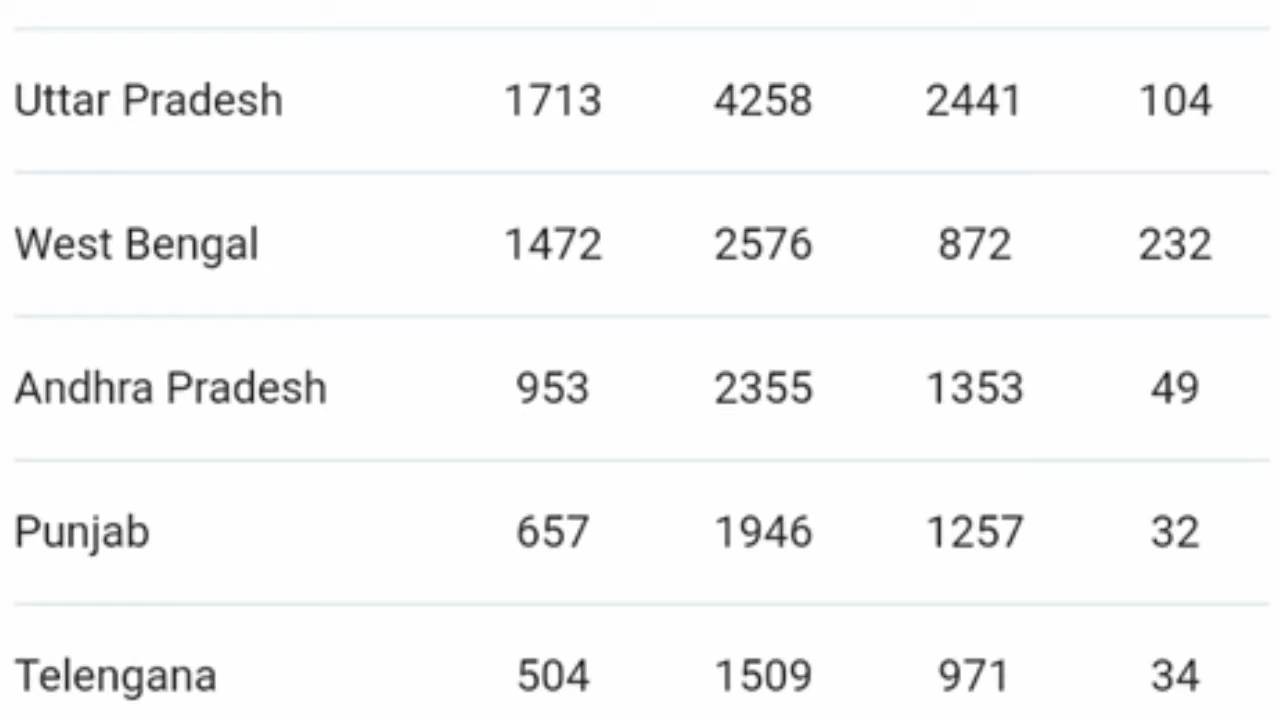 Uttar Pradesh 1713 4258 2441 104
West Bengal 1472 2576 872 232
Andhra Pradesh 953 2355 1353 49
Punjab 657 1946 1257 32
Telengana 504 1509 971 34